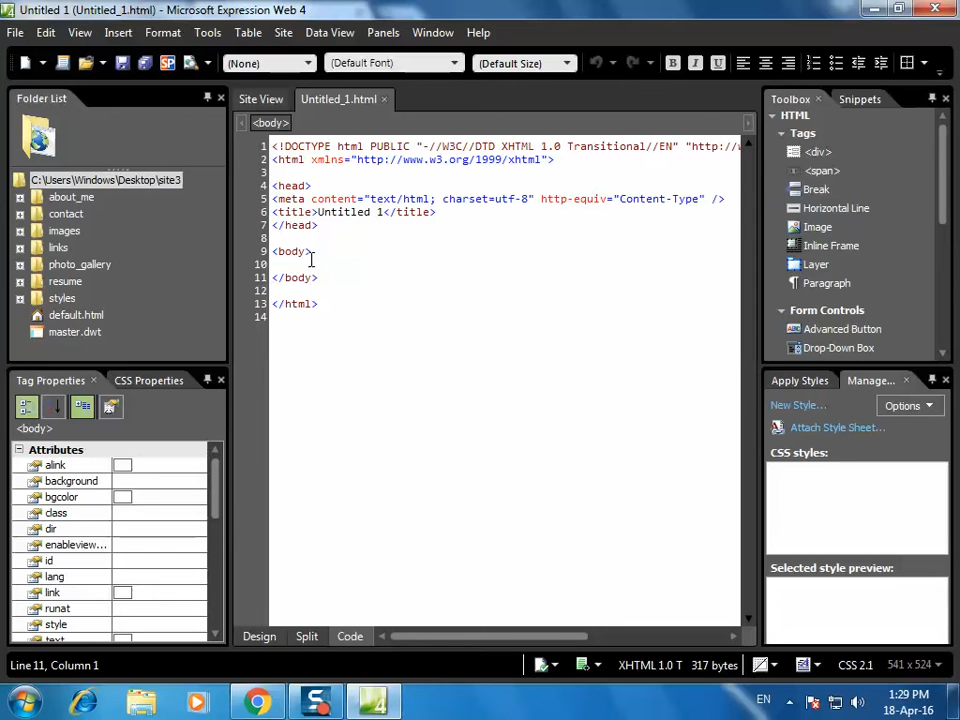 Untitled 1 (Untitled_1.html) - Microsoft Expression Web 4
File Edit View Insert Format Tools Table Site Data View Panels Window Help
SP (None) (Default Font) (Default Size) B I U
Folder List
C:\Users\Windows\Desktop\site3
about_me
contact
images
links
photo_gallery
resume
styles
default.html
master.dwt
Tag Properties CSS Properties
<body>
Attributes
alink
background
bgcolor
class
dir
enableview...
id
lang
link
runat
style
text
Site View Untitled_1.html
<body>
1 <!DOCTYPE html PUBLIC "-//W3C//DTD XHTML 1.0 Transitional//EN" "http://w
2 <html xmlns="http://www.w3.org/1999/xhtml">
3
4 <head>
5 <meta content="text/html; charset=utf-8" http-equiv="Content-Type" />
6 <title>Untitled 1</title>
7 </head>
8
9 <body>
10
11 </body>
12
13 </html>
14
Design Split Code
Toolbox Snippets
HTML
Tags
<div>
<span>
Break
Horizontal Line
Image
Inline Frame
Layer
Paragraph
Form Controls
Advanced Button
Drop-Down Box
Apply Styles Manage...
New Style... Options
Attach Style Sheet...
CSS styles:
Selected style preview:
Line 11, Column 1 XHTML 1.0 T 317 bytes CSS 2.1 541 x 524
EN 1:29 PM
18-Apr-16